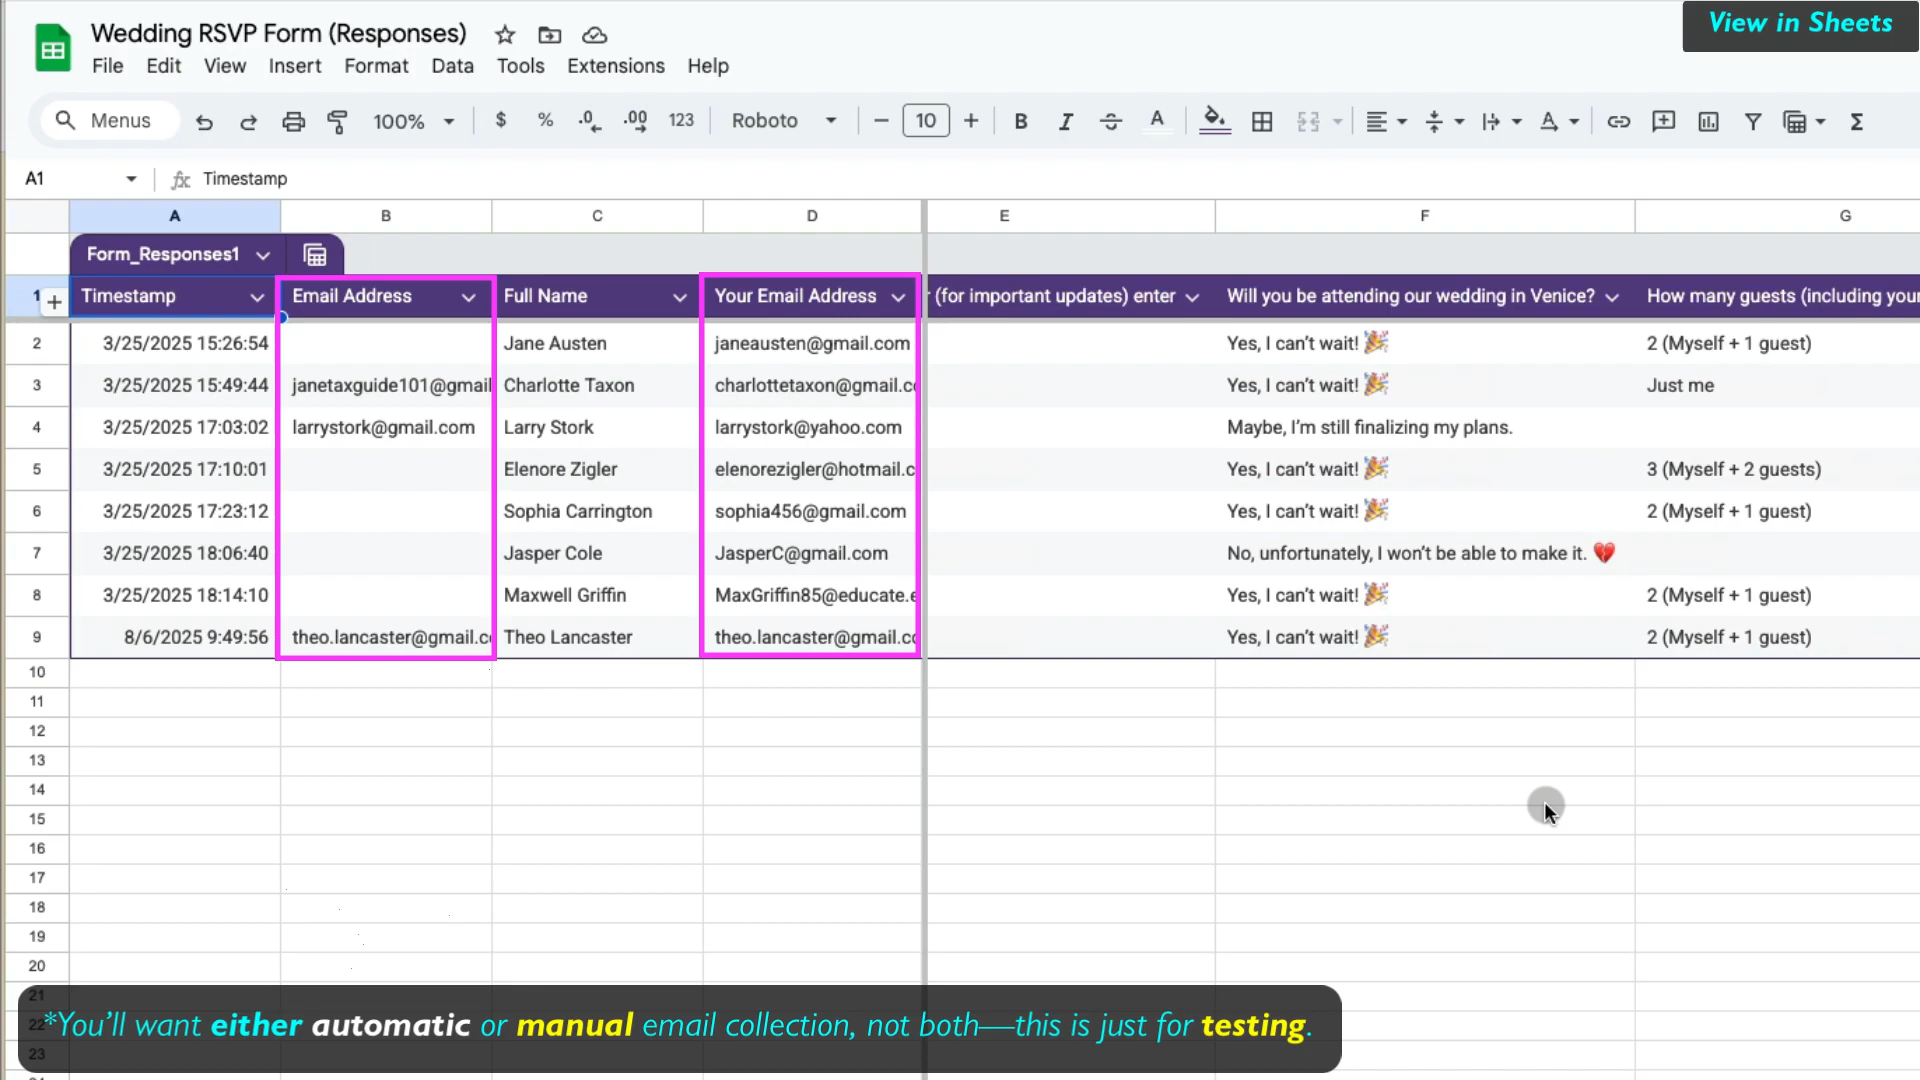 Wedding RSVP Form (Responses)
View in Sheets
File Edit View Insert Format Data Tools Extensions Help
Menus 100% $ % .0 .00 123 Roboto 10 B I A Σ
A1 fx Timestamp
A B C D E F G
Form_Responses1
1 Timestamp Email Address Full Name Your Email Address (for important updates) enter Will you be attending our wedding in Venice? How many guests (including your
2 3/25/2025 15:26:54 Jane Austen janeausten@gmail.com Yes, I can’t wait! 🎉 2 (Myself + 1 guest)
3 3/25/2025 15:49:44 janetaxguide101@gmail Charlotte Taxon charlottetaxon@gmail.c Yes, I can’t wait! 🎉 Just me
4 3/25/2025 17:03:02 larrystork@gmail.com Larry Stork larrystork@yahoo.com Maybe, I’m still finalizing my plans.
5 3/25/2025 17:10:01 Elenore Zigler elenorezigler@hotmail.c Yes, I can’t wait! 🎉 3 (Myself + 2 guests)
6 3/25/2025 17:23:12 Sophia Carrington sophia456@gmail.com Yes, I can’t wait! 🎉 2 (Myself + 1 guest)
7 3/25/2025 18:06:40 Jasper Cole JasperC@gmail.com No, unfortunately, I won’t be able to make it. 💔
8 3/25/2025 18:14:10 Maxwell Griffin MaxGriffin85@educate.e Yes, I can’t wait! 🎉 2 (Myself + 1 guest)
9 8/6/2025 9:49:56 theo.lancaster@gmail.c Theo Lancaster theo.lancaster@gmail.c Yes, I can’t wait! 🎉 2 (Myself + 1 guest)
10
11
12
13
14
15
16
17
18
19
20
21
22
*You’ll want either automatic or manual email collection, not both—this is just for testing.
23